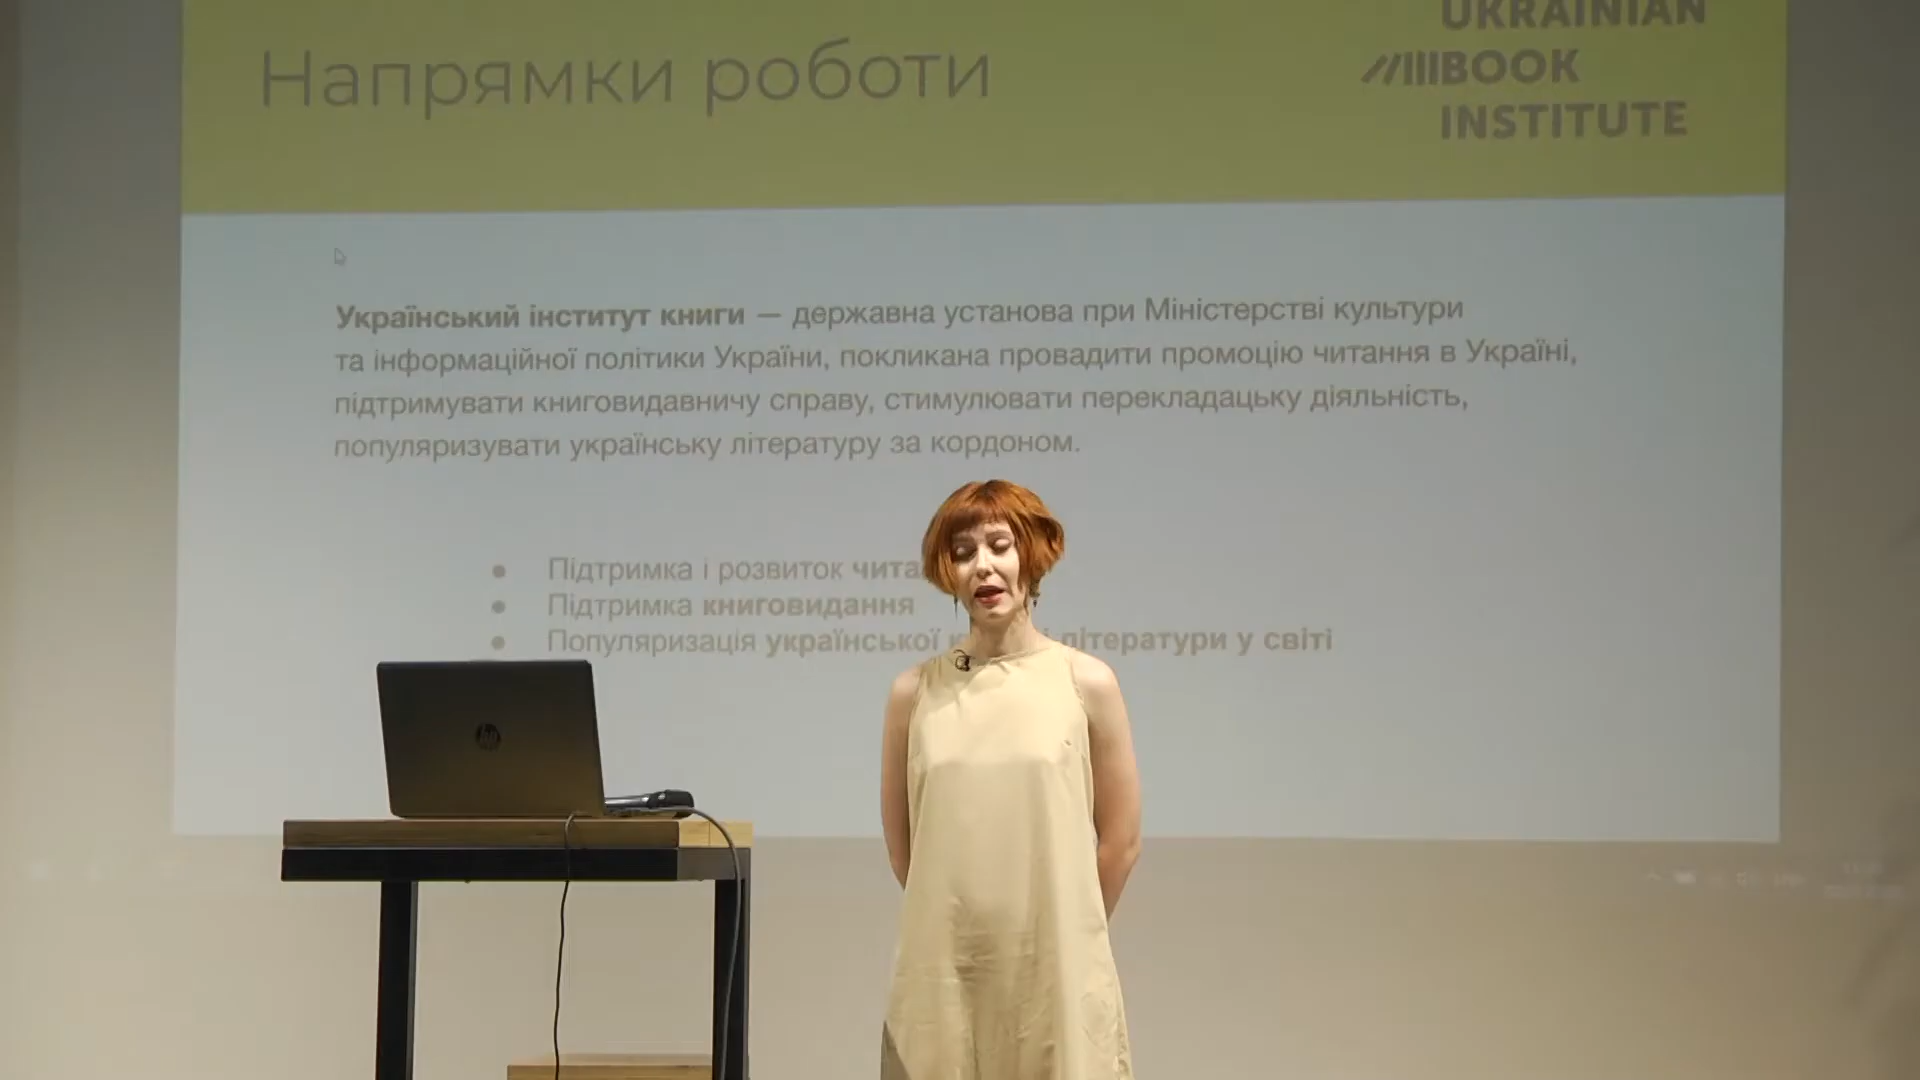 Напрямки роботи
UKRAINIAN
BOOK
INSTITUTE
Український інститут книги — державна установа при Міністерстві культури
та інформаційної політики України, покликана провадити промоцію читання в Україні,
підтримувати книговидавничу справу, стимулювати перекладацьку діяльність,
популяризувати українську літературу за кордоном.
● Підтримка і розвиток
● Підтримка книговидання
● Популяризація української літератури у світі
hp